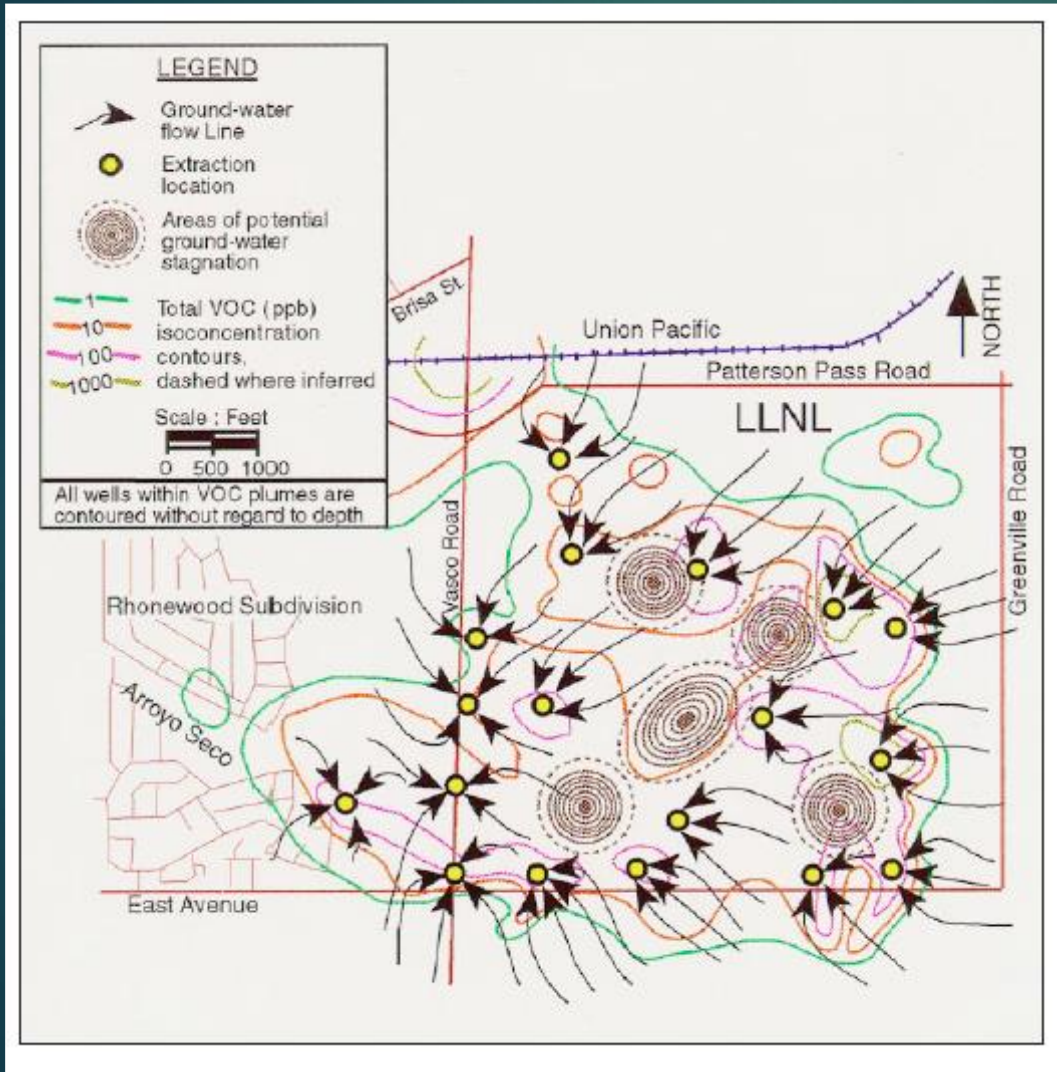 LEGEND
Ground-water
flow Line
Extraction
location
Areas of potential
ground-water
stagnation
1
10
100
1000
Total VOC (ppb)
isoconcentration
contours,
dashed where inferred
Scale : Feet
0 500 1000
All wells within VOC plumes are
contoured without regard to depth
Brisa St.
Union Pacific
NORTH
Patterson Pass Road
LLNL
Vasco Road
Greenville Road
Rhonewood Subdivision
Arroyo Seco
East Avenue